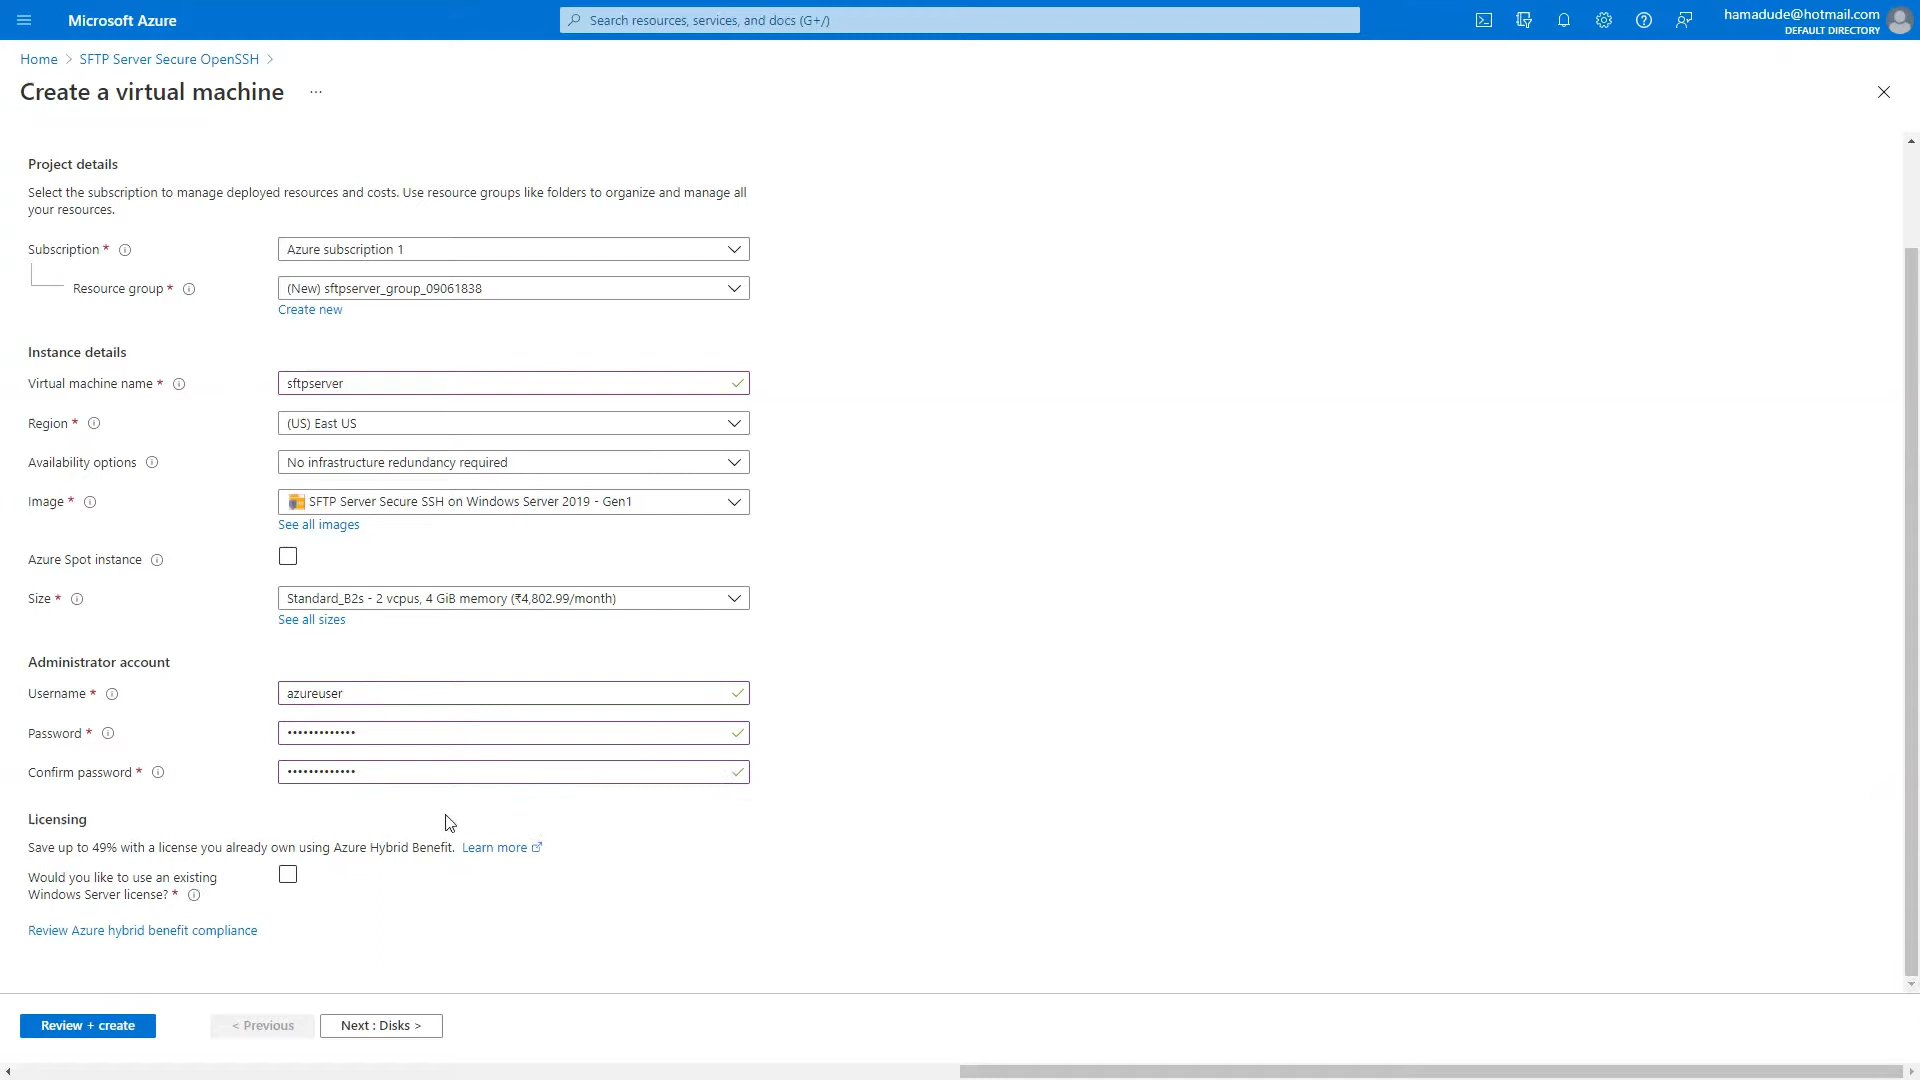 Microsoft Azure
Search resources, services, and docs (G+/)
hamadude@hotmail.com
DEFAULT DIRECTORY
Home > SFTP Server Secure OpenSSH >
Create a virtual machine ...
Project details
Select the subscription to manage deployed resources and costs. Use resource groups like folders to organize and manage all
your resources.
Subscription * Azure subscription 1
Resource group * (New) sftpserver_group_09061838
Create new
Instance details
Virtual machine name * sftpserver
Region * (US) East US
Availability options No infrastructure redundancy required
Image * SFTP Server Secure SSH on Windows Server 2019 - Gen1
See all images
Azure Spot instance
Size * Standard_B2s - 2 vcpus, 4 GiB memory (₹4,802.99/month)
See all sizes
Administrator account
Username * azureuser
Password * •••••••••••••
Confirm password * •••••••••••••
Licensing
Save up to 49% with a license you already own using Azure Hybrid Benefit. Learn more
Would you like to use an existing
Windows Server license? *
Review Azure hybrid benefit compliance
Review + create
< Previous
Next : Disks >